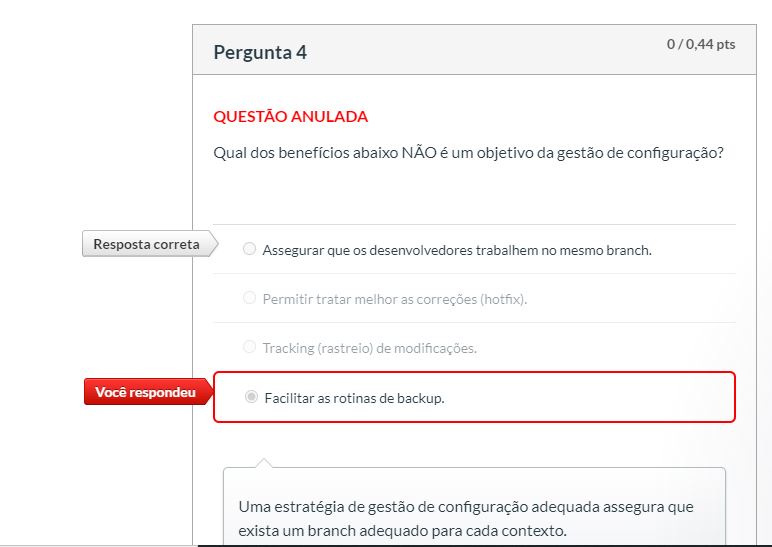 Pergunta 4
0 / 0,44 pts
QUESTÃO ANULADA
Qual dos benefícios abaixo NÃO é um objetivo da gestão de configuração?
Resposta correta
Assegurar que os desenvolvedores trabalhem no mesmo branch.
Permitir tratar melhor as correções (hotfix).
Tracking (rastreio) de modificações.
Você respondeu
Facilitar as rotinas de backup.
Uma estratégia de gestão de configuração adequada assegura que
exista um branch adequado para cada contexto.